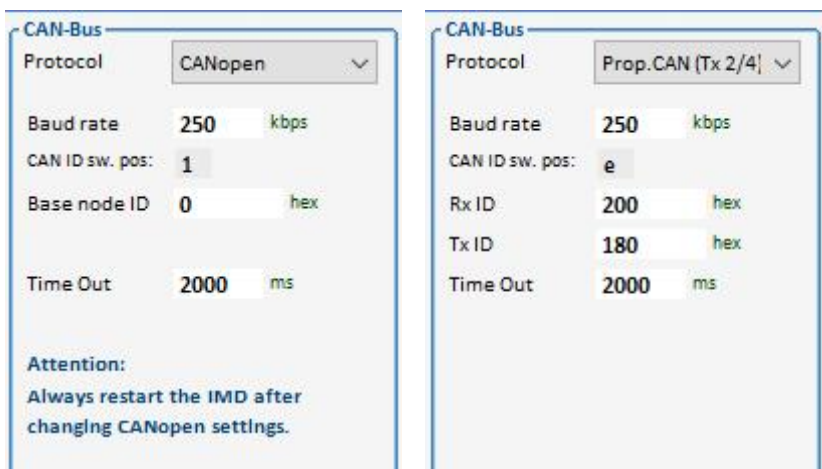 CAN-Bus
Protocol CANopen
Baud rate 250 kbps
CAN ID sw. pos: 1
Base node ID 0 hex
Time Out 2000 ms
Attention:
Always restart the IMD after
changing CANopen settings.
CAN-Bus
Protocol Prop.CAN (Tx 2/4)
Baud rate 250 kbps
CAN ID sw. pos: e
Rx ID 200 hex
Tx ID 180 hex
Time Out 2000 ms